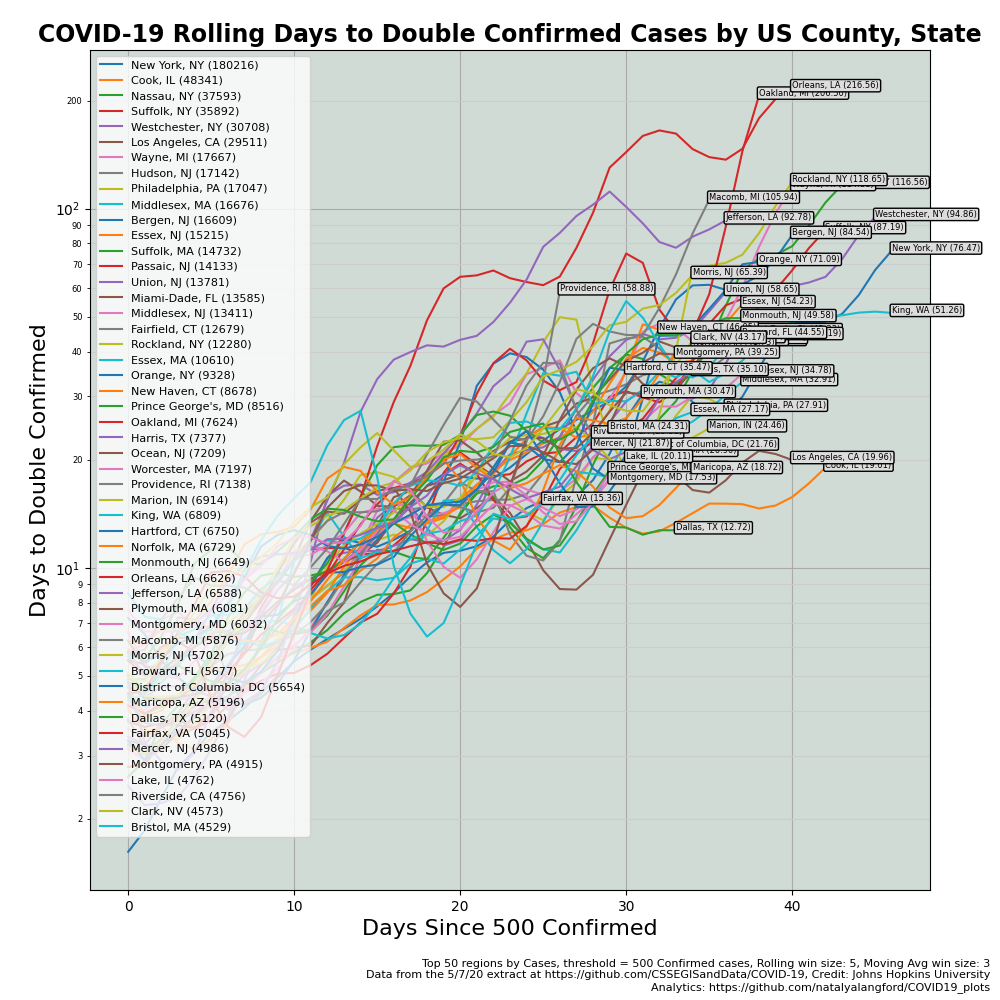 COVID-19 Rolling Days to Double Confirmed Cases by US County, State
New York, NY (180216)
Cook, IL (48341)
Nassau, NY (37593)
Suffolk, NY (35892)
Westchester, NY (30708)
Los Angeles, CA (29511)
Wayne, MI (17667)
Hudson, NJ (17142)
Philadelphia, PA (17047)
Middlesex, MA (16676)
Bergen, NJ (16609)
Essex, NJ (15215)
Suffolk, MA (14732)
Passaic, NJ (14133)
Union, NJ (13781)
Miami-Dade, FL (13585)
Middlesex, NJ (13411)
Fairfield, CT (12679)
Rockland, NY (12280)
Essex, MA (10610)
Orange, NY (9328)
New Haven, CT (8678)
Prince George's, MD (8516)
Oakland, MI (7624)
Harris, TX (7377)
Ocean, NJ (7209)
Worcester, MA (7197)
Providence, RI (7138)
Marion, IN (6914)
King, WA (6809)
Hartford, CT (6750)
Norfolk, MA (6729)
Monmouth, NJ (6649)
Orleans, LA (6626)
Jefferson, LA (6588)
Plymouth, MA (6081)
Montgomery, MD (6032)
Macomb, MI (5876)
Morris, NJ (5702)
Broward, FL (5677)
District of Columbia, DC (5654)
Maricopa, AZ (5196)
Dallas, TX (5120)
Fairfax, VA (5045)
Mercer, NJ (4986)
Montgomery, PA (4915)
Lake, IL (4762)
Riverside, CA (4756)
Clark, NV (4573)
Bristol, MA (4529)
Orleans, LA (216.56)
Oakland,
Rockland, NY (118.65)
(116.56)
Macomb, MI (105.94)
Westchester, NY (94.86)
Jefferson, LA (92.78)
(87.19)
Bergen, NJ (84.54)
New York, NY (76.47)
Orange, NY (71.09)
Morris, NJ (65.39)
Providence, RI (58.88)
Union, NJ (58.65)
Essex, NJ (54.23)
King, WA (51.26)
Monmouth, NJ (49.58)
New Haven, CT
FL (44.55)
Clark, NV (43.17)
Montgomery, PA (39.25)
Hartford, CT (35.47)
TX (35.10)
NJ (34.78)
Middlesex, MA (32.91)
Plymouth, MA (30.47)
PA (27.91)
Essex, MA (27.17)
Bristol, MA (24.31)
Marion, IN (24.46)
Mercer, NJ (21.87)
of Columbia, DC (21.76)
Lake, IL (20.11)
Los Angeles, CA (19.96)
Cook, IL (19.61)
Prince George's,
Maricopa, AZ (18.72)
Montgomery, MD (17.53)
Fairfax, VA (15.36)
Dallas, TX (12.72)
200
10²
90
80
70
60
50
40
30
20
10¹
9
8
7
6
5
4
3
2
Days to Double Confirmed
0 10 20 30 40
Days Since 500 Confirmed
Top 50 regions by Cases, threshold = 500 Confirmed cases, Rolling win size: 5, Moving Avg win size: 3
Data from the 5/7/20 extract at https://github.com/CSSEGISandData/COVID-19, Credit: Johns Hopkins University
Analytics: https://github.com/natalyalangford/COVID19_plots